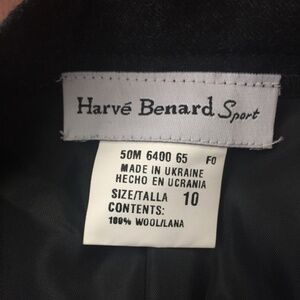 Harvé Benard Sport
50M 6400 65 F0
MADE IN UKRAINE
HECHO EN UCRANIA
SIZE/TALLA 10
CONTENTS:
100% WOOL/LANA